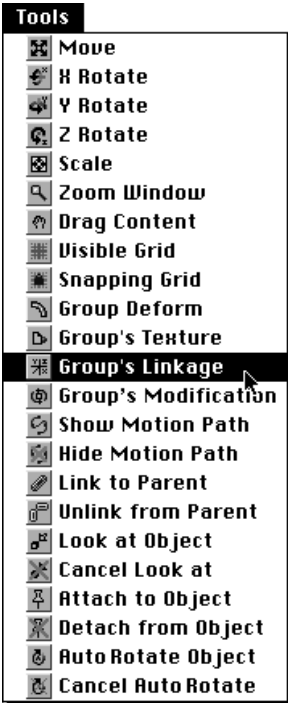 Tools
Move
X Rotate
Y Rotate
Z Rotate
Scale
Zoom Window
Drag Content
Visible Grid
Snapping Grid
Group Deform
Group's Texture
Group's Linkage
Group's Modification
Show Motion Path
Hide Motion Path
Link to Parent
Unlink from Parent
Look at Object
Cancel Look at
Attach to Object
Detach from Object
Auto Rotate Object
Cancel Auto Rotate